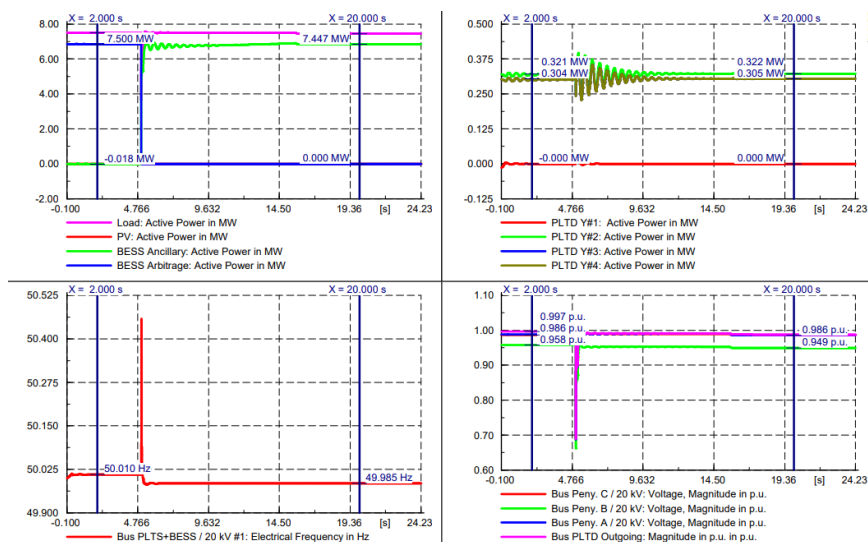 X = 2.000 s
X = 20.000 s
8.00
6.00
4.00
2.00
0.00
-2.00
7.500 MW
7.447 MW
-0.018 MW
0.000 MW
-0.100
4.766
9.632
14.50
19.36
[s]
24.23
Load: Active Power in MW
PV: Active Power in MW
BESS Ancillary: Active Power in MW
BESS Arbitrage: Active Power in MW
X = 2.000 s
X = 20.000 s
0.500
0.375
0.250
0.125
0.000
-0.125
0.321 MW
0.304 MW
0.322 MW
0.305 MW
-0.000 MW
0.000 MW
-0.100
4.766
9.632
14.50
19.36
[s]
24.23
PLTD Y#1: Active Power in MW
PLTD Y#2: Active Power in MW
PLTD Y#3: Active Power in MW
PLTD Y#4: Active Power in MW
X = 2.000 s
X = 20.000 s
50.525
50.400
50.275
50.150
50.025
49.900
50.010 Hz
49.985 Hz
-0.100
4.766
9.632
14.50
19.36
[s]
24.23
Bus PLTS+BESS / 20 kV #1: Electrical Frequency in Hz
X = 2.000 s
X = 20.000 s
1.10
1.00
0.90
0.80
0.70
0.60
0.997 p.u.
0.986 p.u.
0.958 p.u.
0.986 p.u.
0.949 p.u.
-0.100
4.766
9.632
14.50
19.36
[s]
24.23
Bus Peny. C / 20 kV: Voltage, Magnitude in p.u.
Bus Peny. B / 20 kV: Voltage, Magnitude in p.u.
Bus Peny. A / 20 kV: Voltage, Magnitude in p.u.
Bus PLTD Outgoing: Magnitude in p.u. in p.u.